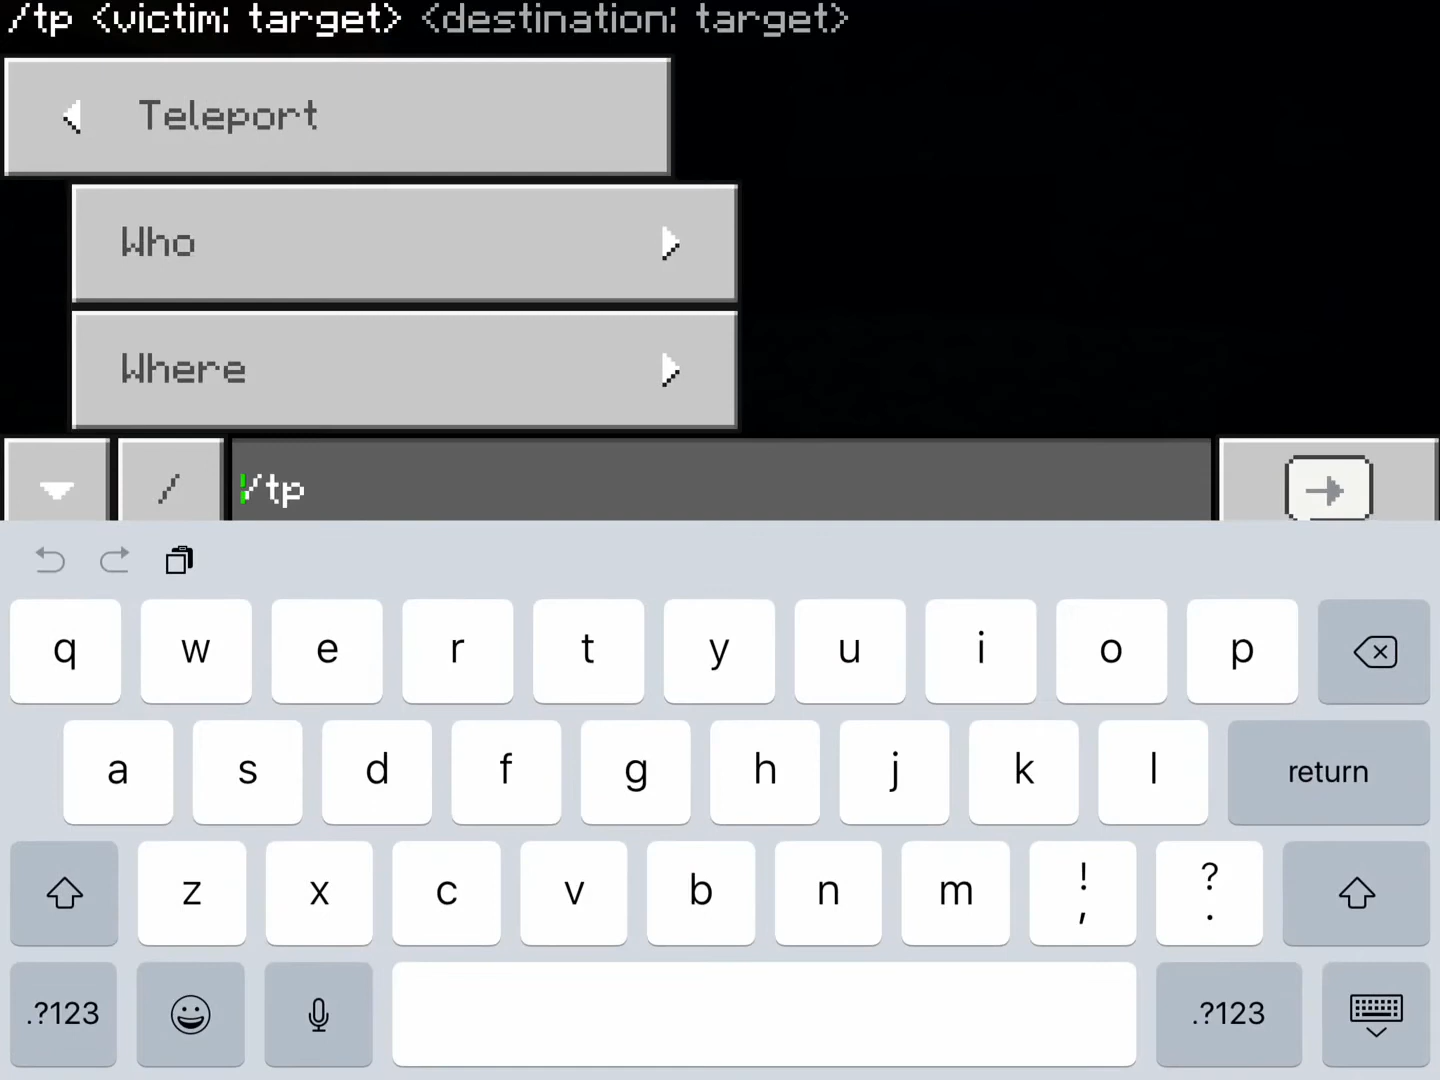 /tp <victim: target> <destination: target>
Teleport
Who
Where
/ /tp
q w e r t y u i o p
a s d f g h j k l return
z x c v b n m ! , ? .
.?123 .?123